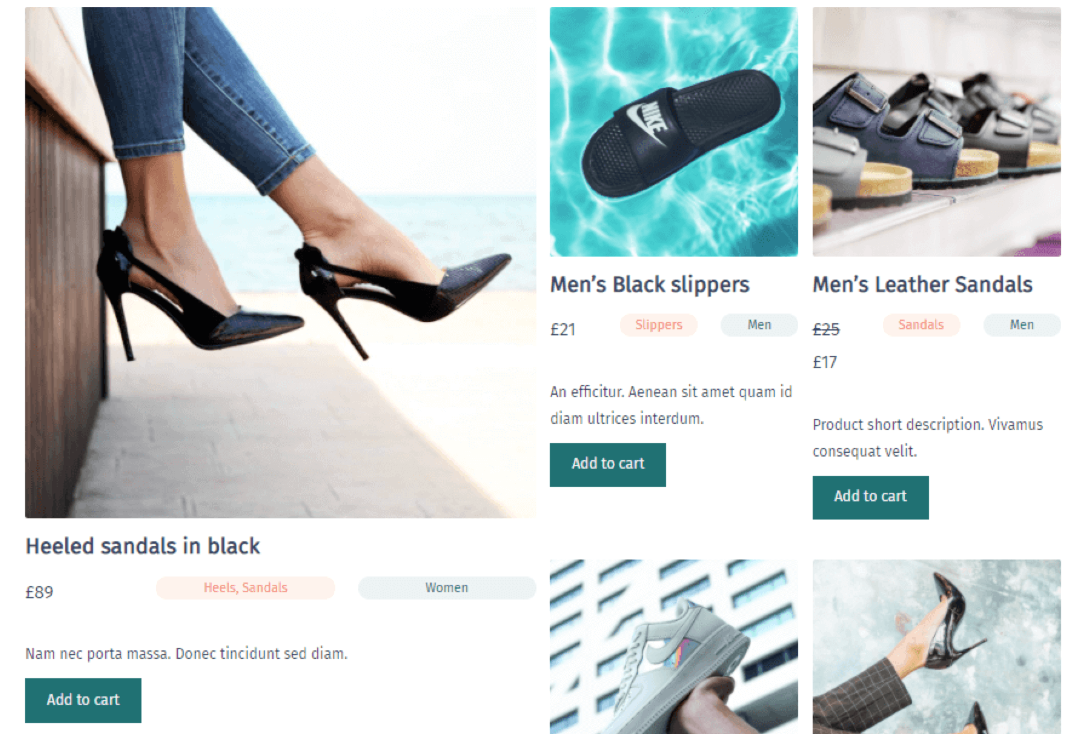 Heeled sandals in black
£89
Heels, Sandals
Women
Nam nec porta massa. Donec tincidunt sed diam.
Add to cart
NIKE
Men’s Black slippers
£21
Slippers
Men
An efficitur. Aenean sit amet quam id
diam ultrices interdum.
Add to cart
Men’s Leather Sandals
£25
Sandals
Men
£17
Product short description. Vivamus
consequat velit.
Add to cart